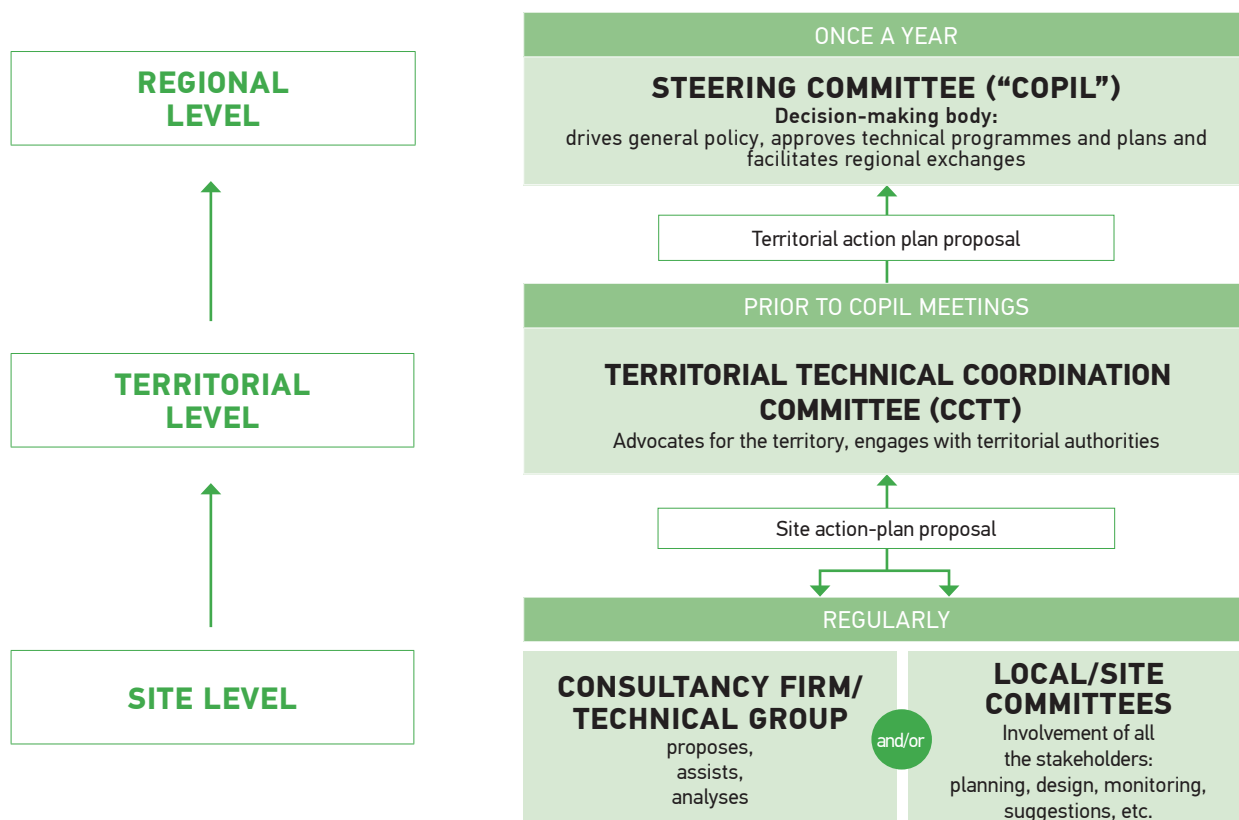 REGIONAL
LEVEL
ONCE A YEAR
STEERING COMMITTEE (“COPIL”)
Decision-making body:
drives general policy, approves technical programmes and plans and
facilitates regional exchanges
Territorial action plan proposal
TERRITORIAL
LEVEL
PRIOR TO COPIL MEETINGS
TERRITORIAL TECHNICAL COORDINATION
COMMITTEE (CCTT)
Advocates for the territory, engages with territorial authorities
Site action-plan proposal
SITE LEVEL
REGULARLY
CONSULTANCY FIRM/
TECHNICAL GROUP
proposes,
assists,
analyses
and/or
LOCAL/SITE
COMMITTEES
Involvement of all
the stakeholders:
planning, design, monitoring,
suggestions, etc.